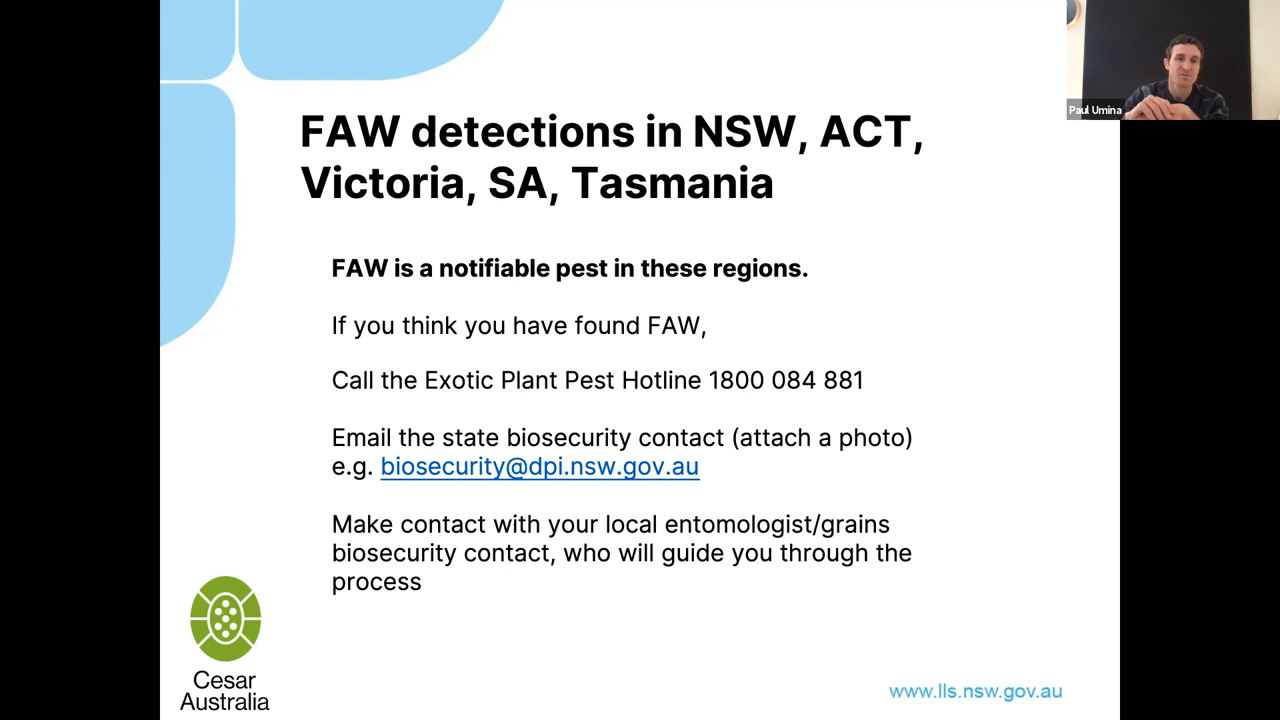 Paul Umina
FAW detections in NSW, ACT,
Victoria, SA, Tasmania
FAW is a notifiable pest in these regions.
If you think you have found FAW,
Call the Exotic Plant Pest Hotline 1800 084 881
Email the state biosecurity contact (attach a photo)
e.g. biosecurity@dpi.nsw.gov.au
Make contact with your local entomologist/grains
biosecurity contact, who will guide you through the
process
Cesar
Australia
www.lls.nsw.gov.au